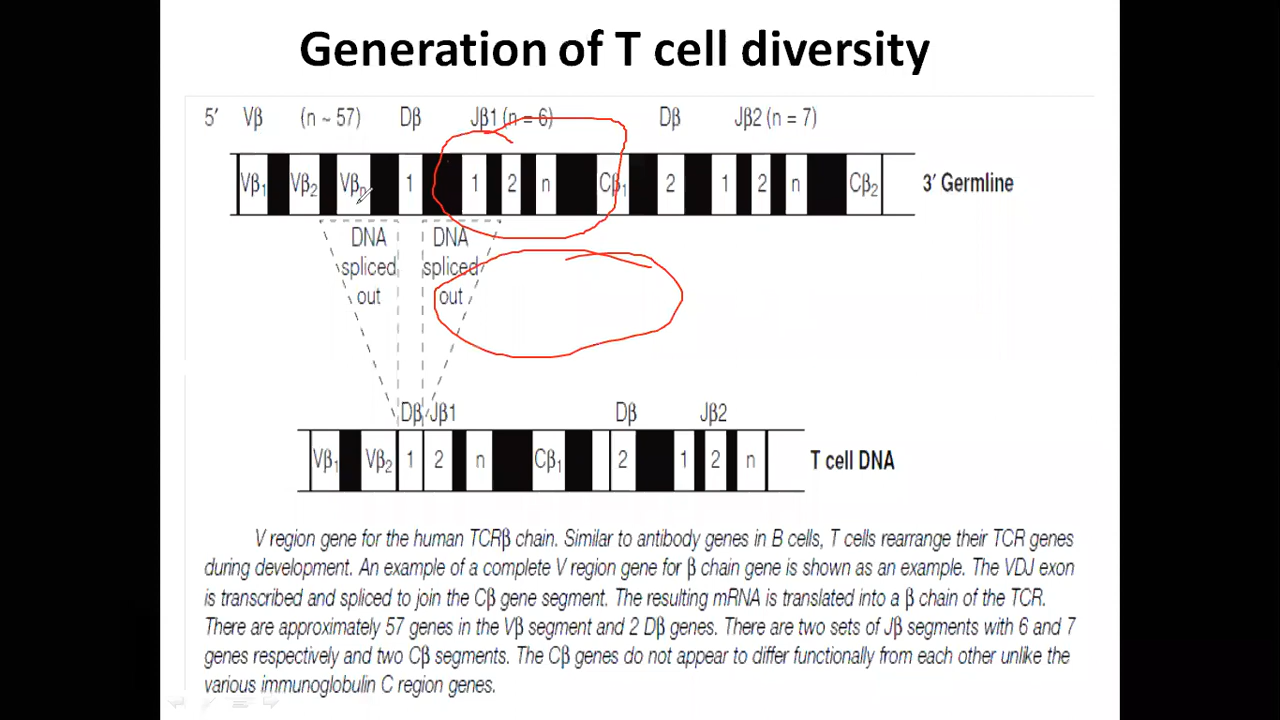 Generation of T cell diversity
5′ Vβ (n ~ 57) Dβ Jβ1 (n = 6) Dβ Jβ2 (n = 7)
Vβ1 Vβ2 Vβn 1 1 2 n Cβ1 2 1 2 n Cβ2 3′ Germline
DNA DNA
spliced spliced
out out
Dβ Jβ1 Dβ Jβ2
Vβ1 Vβ2 1 2 n Cβ1 2 1 2 n T cell DNA
V region gene for the human TCRβ chain. Similar to antibody genes in B cells, T cells rearrange their TCR genes
during development. An example of a complete V region gene for β chain gene is shown as an example. The VDJ exon
is transcribed and spliced to join the Cβ gene segment. The resulting mRNA is translated into a β chain of the TCR.
There are approximately 57 genes in the Vβ segment and 2 Dβ genes. There are two sets of Jβ segments with 6 and 7
genes respectively and two Cβ segments. The Cβ genes do not appear to differ functionally from each other unlike the
various immunoglobulin C region genes.